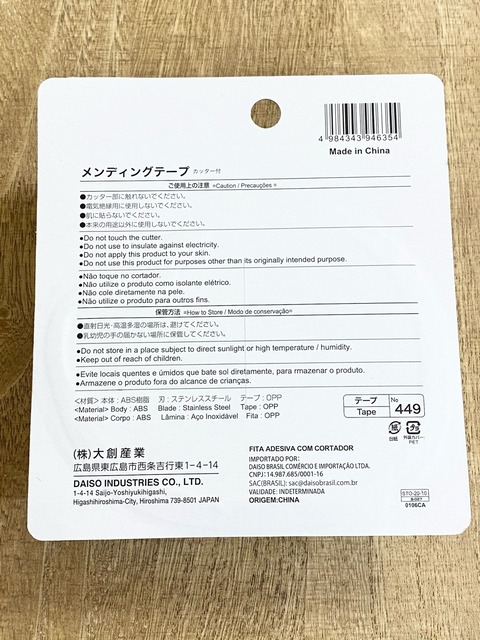 4 984343 946354
Made in China
メンディングテープ カッター付
ご使用上の注意 =Caution / Precauções =
●カッター部に触れないでください。
●電気絶縁用に使用しないでください。
●肌に貼らないでください。
●本来の用途以外に使用しないでください。
●Do not touch the cutter.
●Do not use to insulate against electricity.
●Do not apply this product to your skin.
●Do not use this product for purposes other than its originally intended purpose.
●Não toque no cortador.
●Não utilize o produto como isolante elétrico.
●Não cole diretamente na pele.
●Não utilize o produto para outros fins.
保管方法 =How to Store / Modo de conservação=
●直射日光・高温多湿の場所は、避けてください。
●乳幼児の手の届かない場所に保管してください。
●Do not store in a place subject to direct sunlight or high temperature / humidity.
●Keep out of reach of children.
●Evite locais quentes e úmidos que bate sol diretamente, para rmazenar o produto.
●Armazene o produto fora do alcance de crianças.
<材質> 本体：ABS樹脂 刃：ステンレススチール テープ：OPP
<Material> Body : ABS Blade : Stainless Steel Tape : OPP
<Material> Corpo : ABS Lâmina : Aço Inoxidável Fita : OPP
テープ
Tape
No
449
紙
台紙
プラ
外装カバー:
PET
(株)大創産業
広島県東広島市西条吉行東1-4-14
DAISO INDUSTRIES CO., LTD.
1-4-14 Saijo-Yoshiyukihigashi,
Higashihiroshima-City, Hiroshima 739-8501 JAPAN
FITA ADESIVA COM CORTADOR
IMPORTADO POR:
DAISO BRASIL COMÉRCIO E IMPORTAÇÃO LTDA.
CNPJ:14.987.685/0001-16
SAC(BRASIL): sac@daisobrasil.com.br
VALIDADE: INDETERMINADA
ORIGEM:CHINA
STO-20-10
0106CA